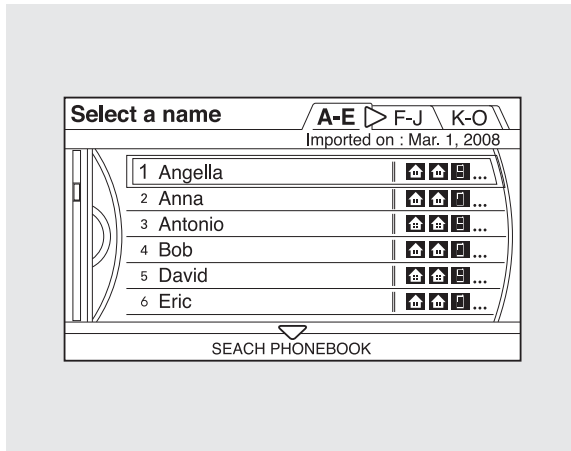 Select a name A-E F-J K-O
Imported on : Mar. 1, 2008
1 Angella ...
2 Anna ...
3 Antonio ...
4 Bob ...
5 David ...
6 Eric ...
SEACH PHONEBOOK